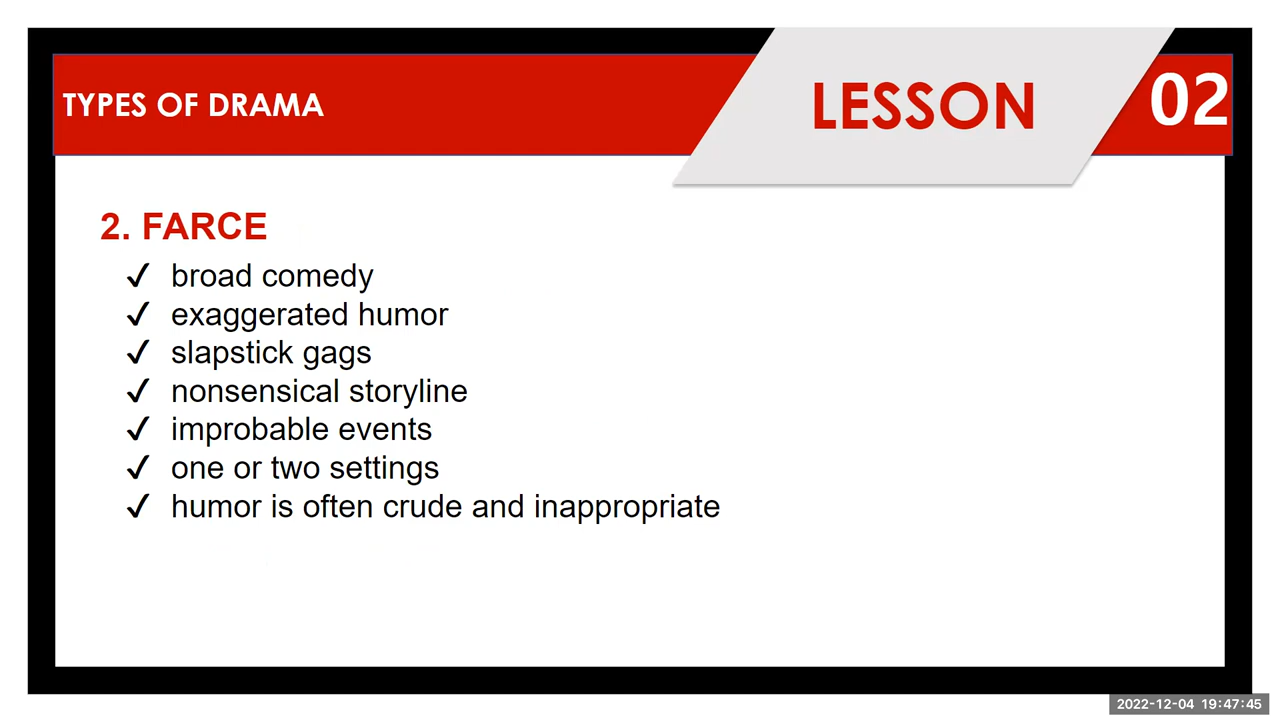 TYPES OF DRAMA
LESSON
02
2. FARCE
✓ broad comedy
✓ exaggerated humor
✓ slapstick gags
✓ nonsensical storyline
✓ improbable events
✓ one or two settings
✓ humor is often crude and inappropriate
2022-12-04 19:47:45